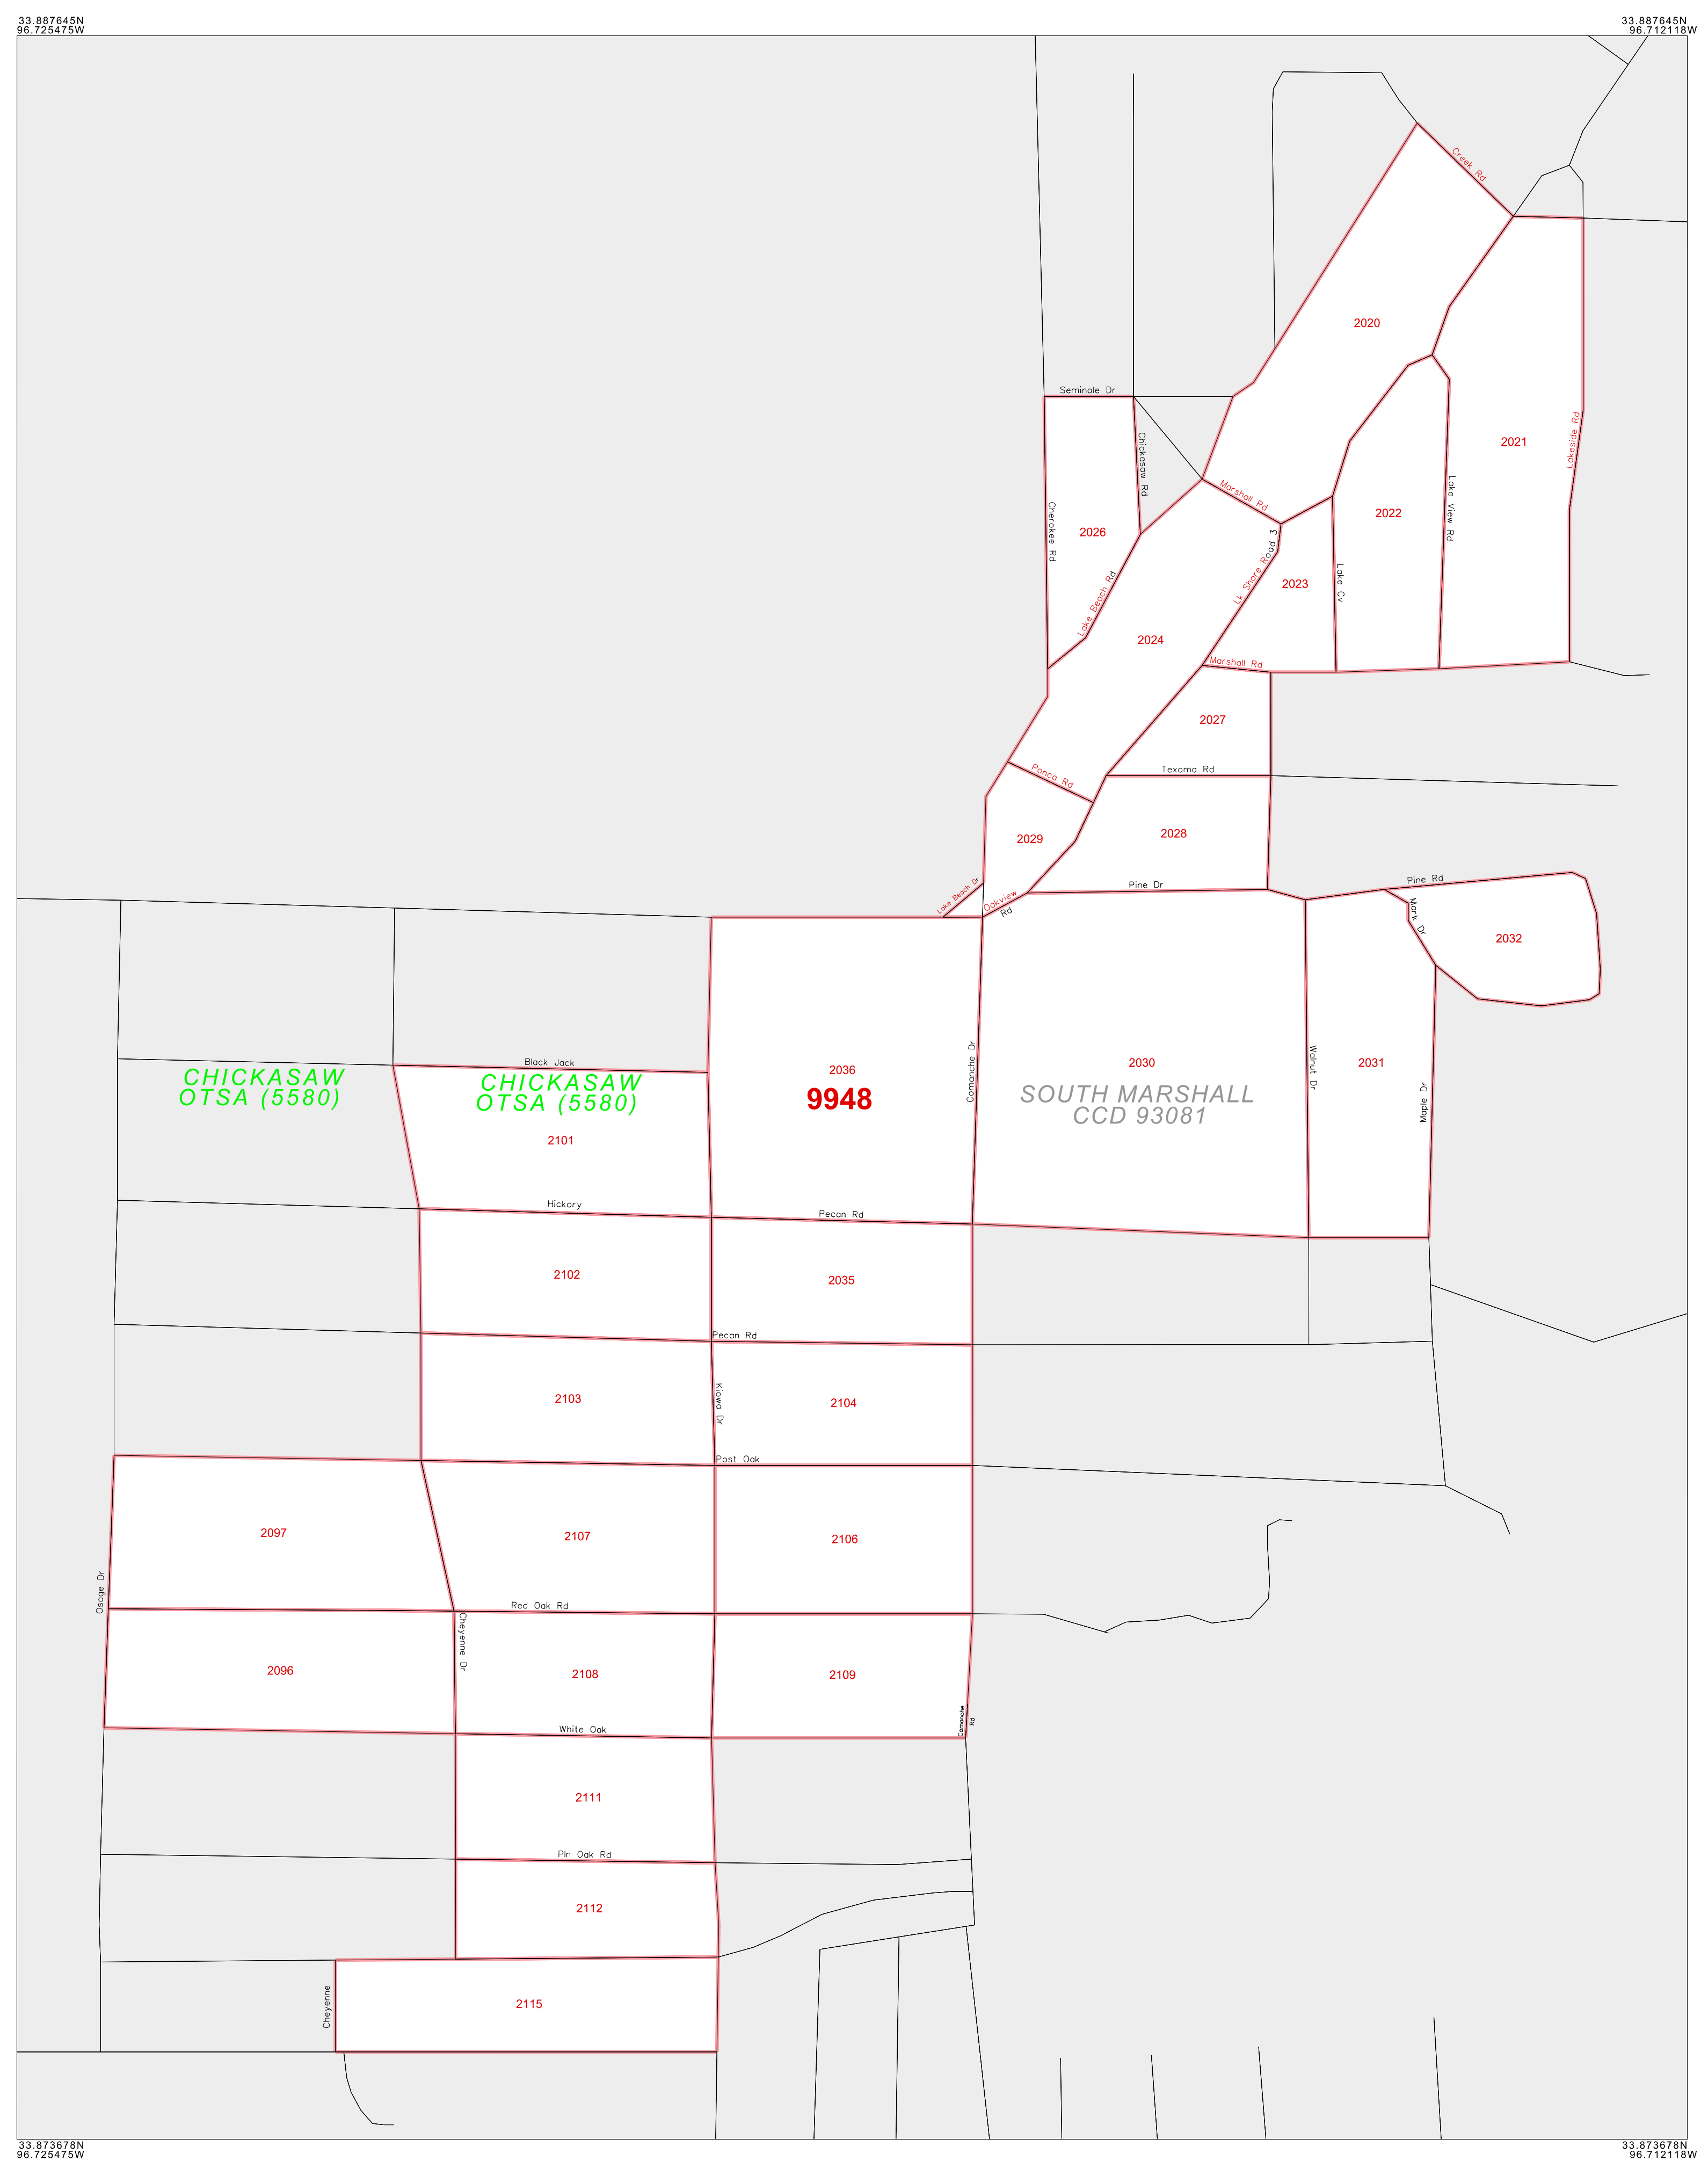 33.887645N
96.725475W
33.887645N
96.712118W
Creek Rd
2020
Seminole Dr
Chickasaw Rd
Lakeside Rd
2021
Lake View Rd
Marshall Rd
2022
Cherokee Rd
2026
Lk Shore Road 3
Lake Cv
2023
Lake Beach Rd
2024
Marshall Rd
2027
Ponca Rd
Texoma Rd
2029
2028
Lake Beach Dr
Oakview
Rd
Pine Dr
Pine Rd
Mark Dr
2032
Black Jack
CHICKASAW
OTSA (5580)
CHICKASAW
OTSA (5580)
2036
9948
Comanche Dr
2030
SOUTH MARSHALL
CCD 93081
Walnut Dr
2031
Maple Dr
2101
Hickory
Pecan Rd
2102
2035
Pecan Rd
2103
Kiowa Dr
2104
Post Oak
2097
2107
2106
Osage Dr
Red Oak Rd
Cheyenne Dr
2096
2108
2109
Comanche
Rd
White Oak
2111
Pln Oak Rd
2112
Cheyenne
2115
33.873678N
96.725475W
33.873678N
96.712118W